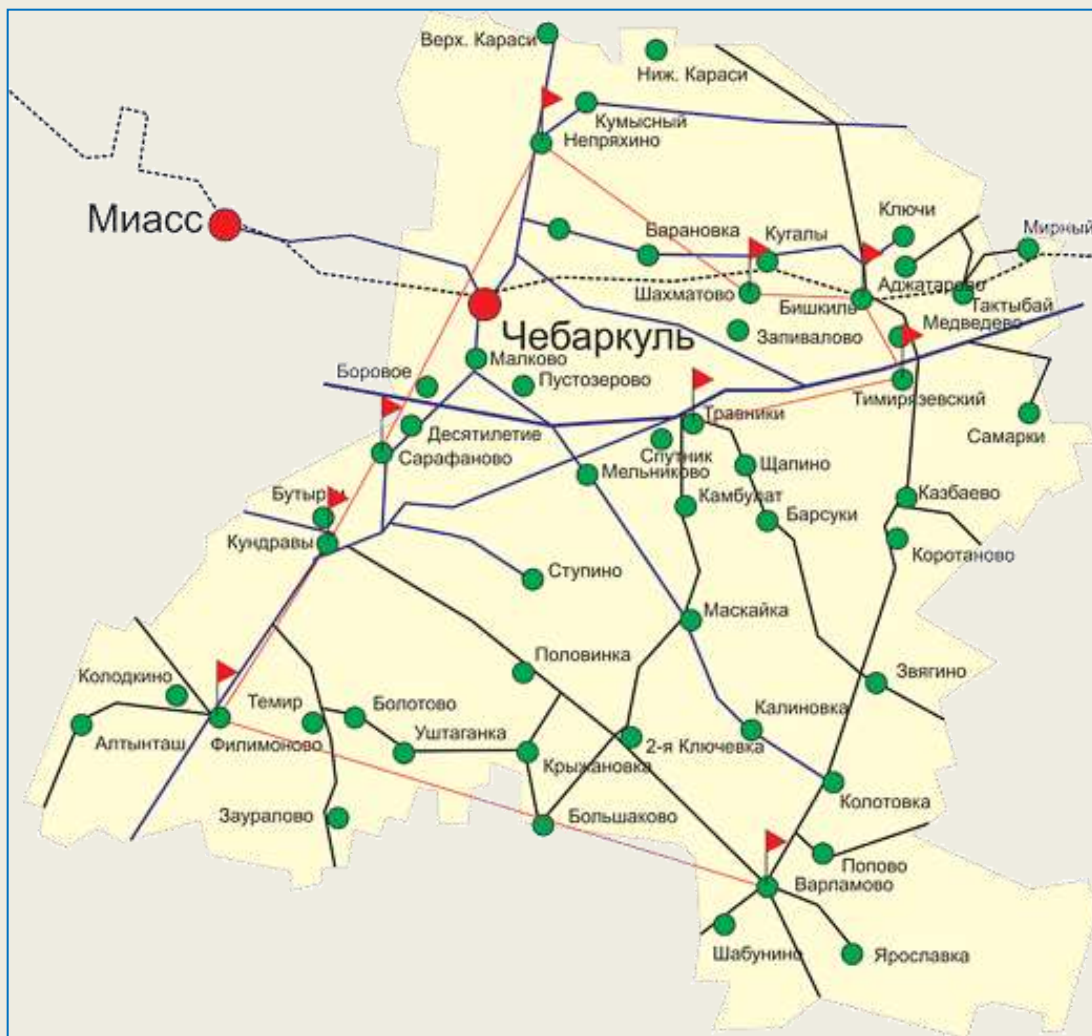 Верх. Караси
Ниж. Караси
Кумысный
Непряхино
Миасс
Ключи
Барановка
Кугалы
Мирный
Аджатарово
Шахматово
Бишкиль
Тактыбай
Запивалово
Медведево
Чебаркуль
Малково
Боровое
Пустозерово
Тимирязевский
Травники
Десятилетие
Самарки
Сарафаново
Спутник
Щапино
Мельниково
Бутыры
Камбулат
Казбаево
Барсуки
Кундравы
Коротаново
Ступино
Маскайка
Половинка
Звягино
Колодкино
Темир
Болотово
Калиновка
Алтынташ
Филимоново
Уштаганка
2-я Ключевка
Крыжановка
Колотовка
Зауралово
Большаково
Попово
Варламово
Шабунино
Ярославка